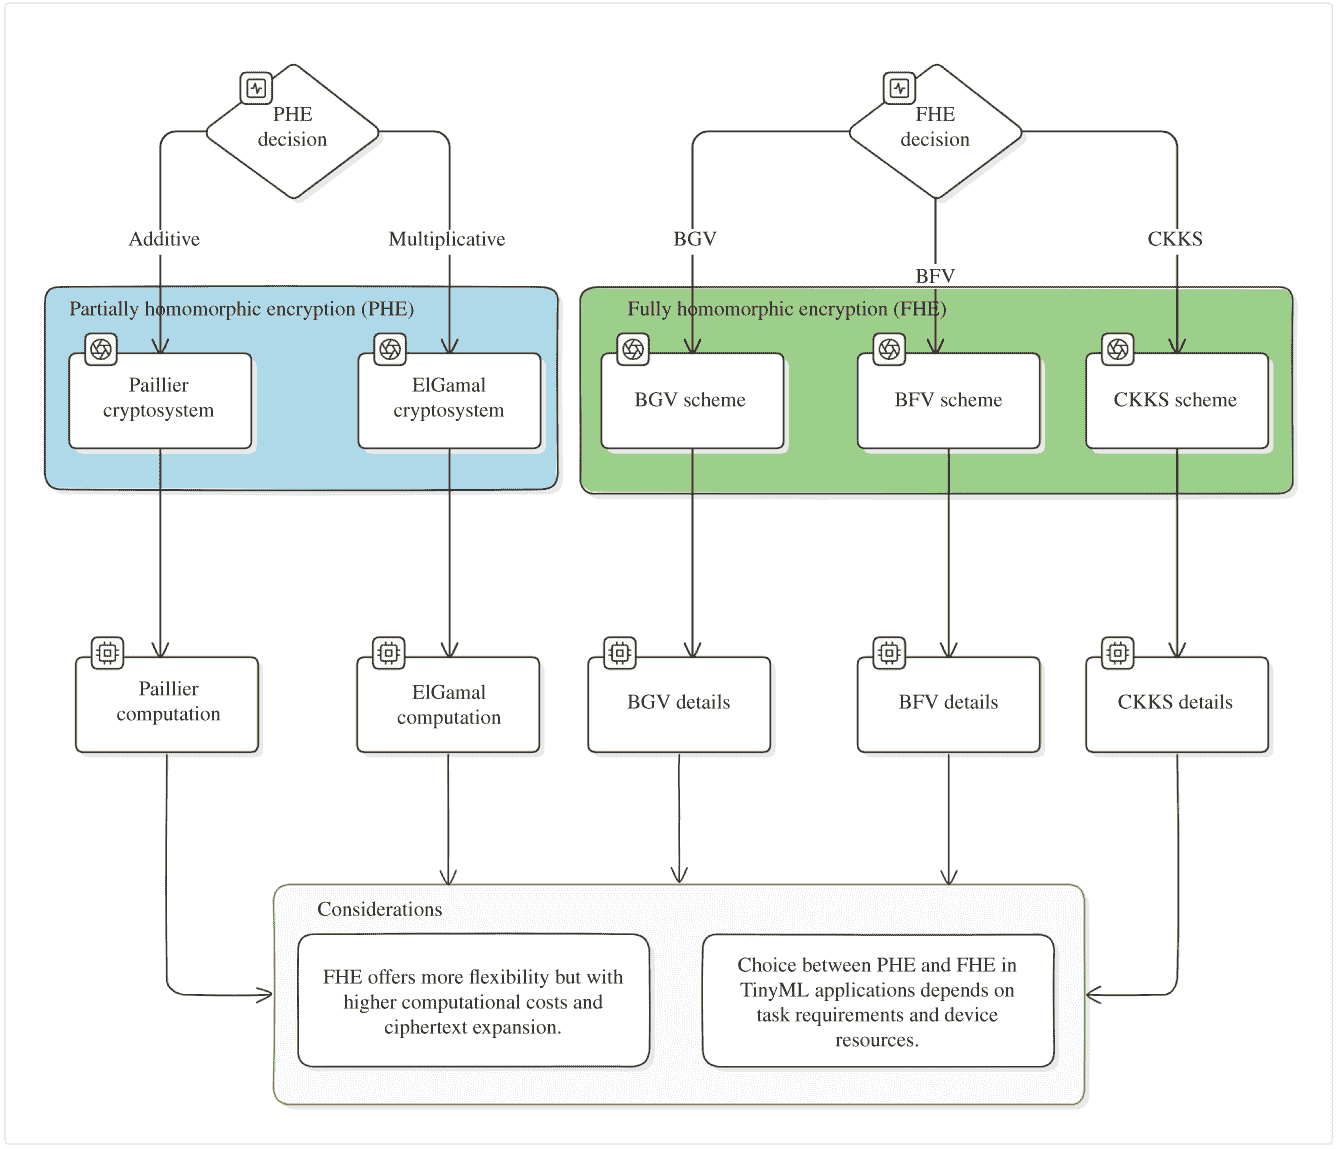 PHE
decision
FHE
decision
Additive
Multiplicative
BGV
BFV
CKKS
Partially homomorphic encryption (PHE)
Fully homomorphic encryption (FHE)
Paillier
cryptosystem
ElGamal
cryptosystem
BGV scheme
BFV scheme
CKKS scheme
Paillier
computation
ElGamal
computation
BGV details
BFV details
CKKS details
Considerations
FHE offers more flexibility but with
higher computational costs and
ciphertext expansion.
Choice between PHE and FHE in
TinyML applications depends on
task requirements and device
resources.